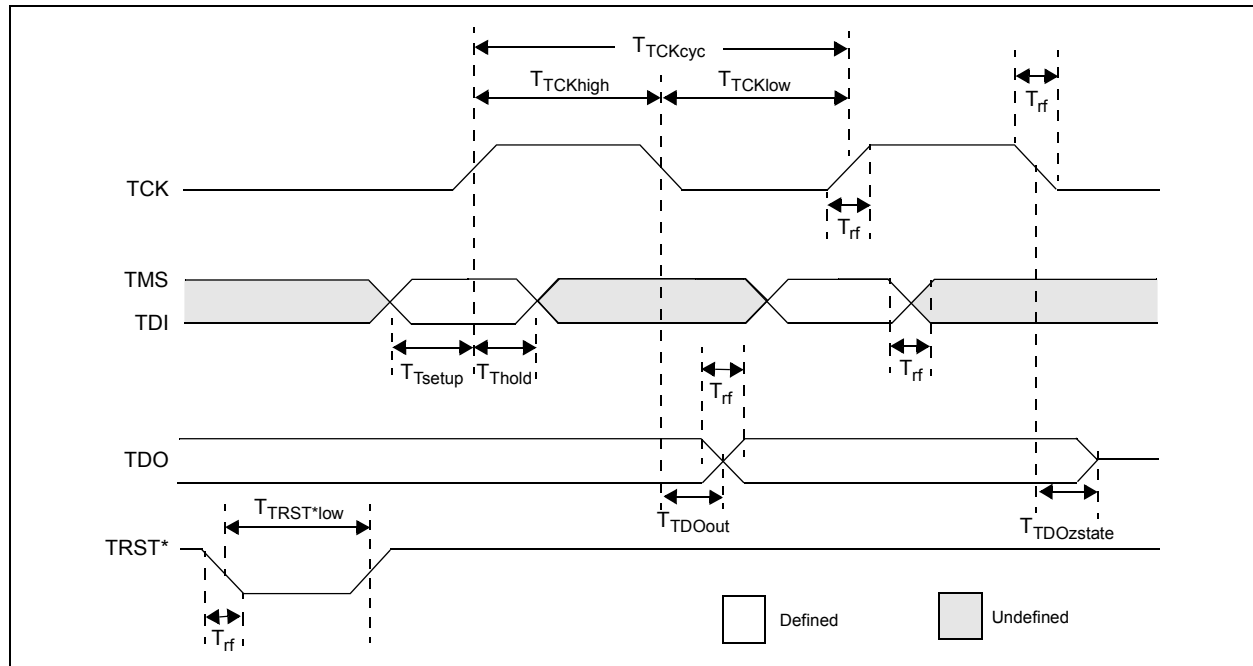 TTCKcyc
TTCKhigh
TTCKlow
Trf
TCK
Trf
TMS
TDI
TTsetup
TThold
Trf
Trf
TDO
TTRST*low
TTDOout
TTDOzstate
TRST*
Trf
Defined
Undefined